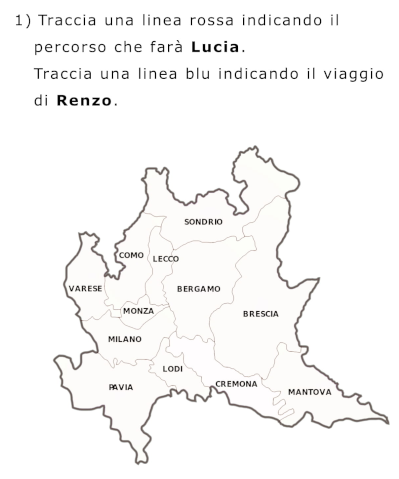 1) Traccia una linea rossa indicando il
percorso che farà Lucia.
Traccia una linea blu indicando il viaggio
di Renzo.
SONDRIO
COMO
LECCO
VARESE
BERGAMO
MONZA
BRESCIA
MILANO
LODI
PAVIA
CREMONA
MANTOVA